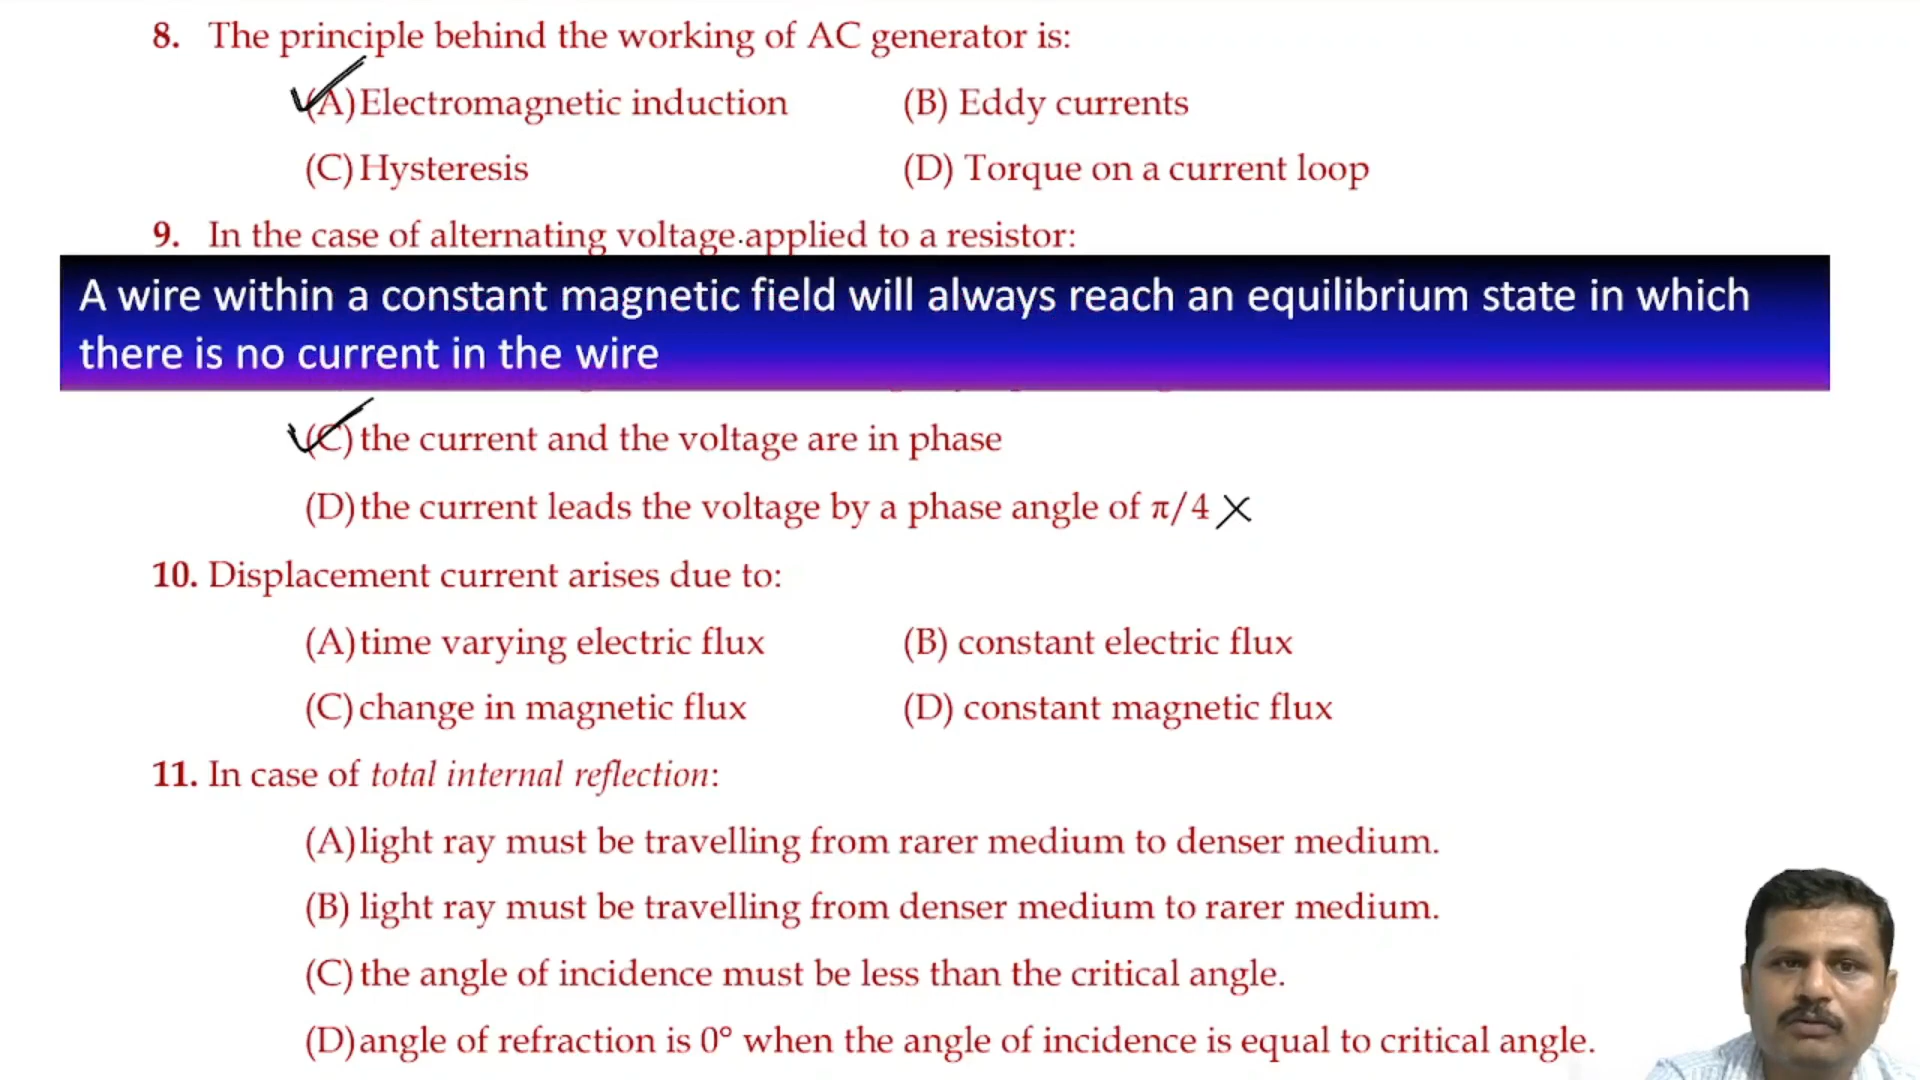 8. The principle behind the working of AC generator is:
(A) Electromagnetic induction (B) Eddy currents
(C) Hysteresis (D) Torque on a current loop
9. In the case of alternating voltage applied to a resistor:
A wire within a constant magnetic field will always reach an equilibrium state in which
there is no current in the wire
(C) the current and the voltage are in phase
(D) the current leads the voltage by a phase angle of π/4
10. Displacement current arises due to:
(A) time varying electric flux (B) constant electric flux
(C) change in magnetic flux (D) constant magnetic flux
11. In case of total internal reflection:
(A) light ray must be travelling from rarer medium to denser medium.
(B) light ray must be travelling from denser medium to rarer medium.
(C) the angle of incidence must be less than the critical angle.
(D) angle of refraction is 0° when the angle of incidence is equal to critical angle.